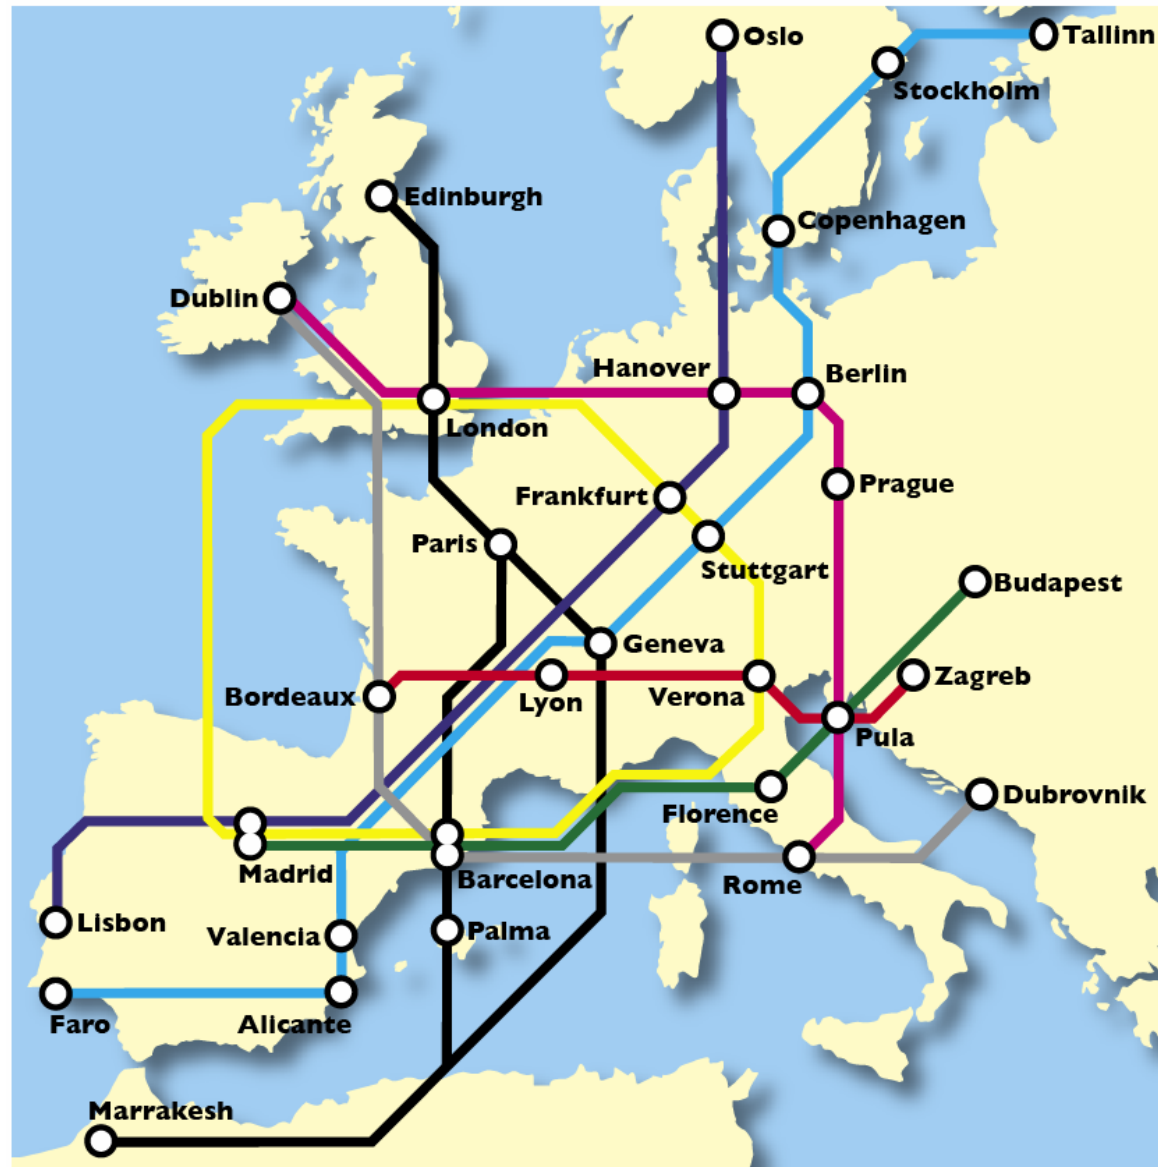 Oslo
Tallinn
Stockholm
Edinburgh
Copenhagen
Dublin
Hanover
Berlin
London
Prague
Frankfurt
Paris
Stuttgart
Budapest
Geneva
Zagreb
Bordeaux
Lyon
Verona
Pula
Dubrovnik
Florence
Madrid
Barcelona
Rome
Lisbon
Valencia
Palma
Faro
Alicante
Marrakesh